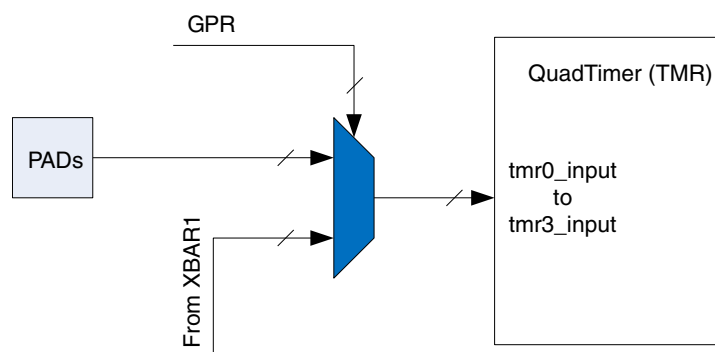 GPR
QuadTimer (TMR)
PADs
tmr0_input
to
tmr3_input
From XBAR1